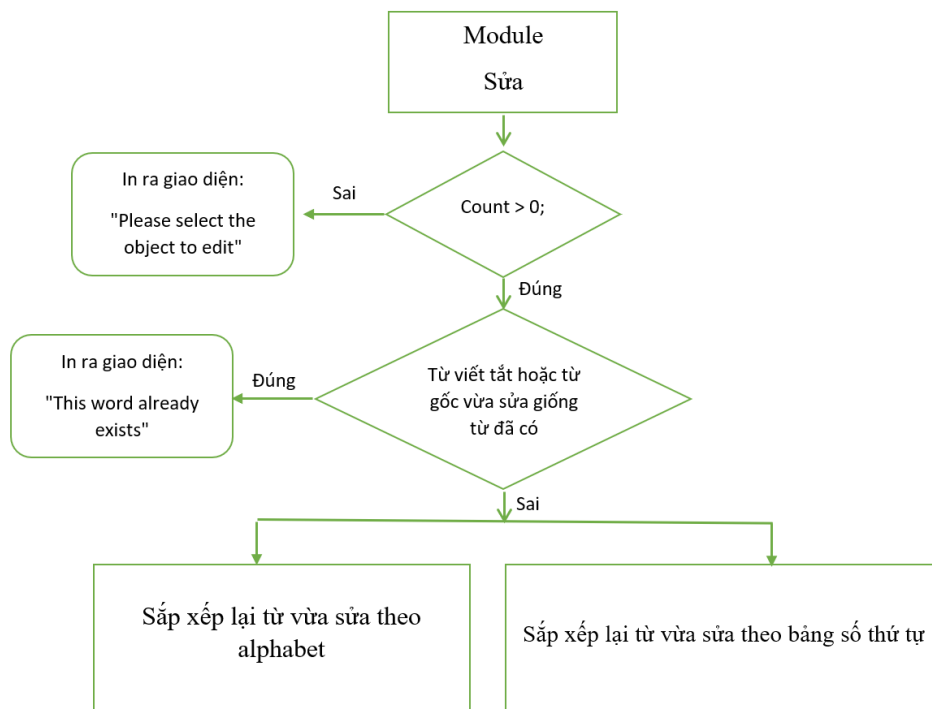 Module
Sửa
In ra giao diện:
"Please select the
object to edit"
Sai
Count > 0;
Đúng
In ra giao diện:
"This word already
exists"
Đúng
Từ viết tắt hoặc từ
gốc vừa sửa giống
từ đã có
Sai
Sắp xếp lại từ vừa sửa theo
alphabet
Sắp xếp lại từ vừa sửa theo bảng số thứ tự